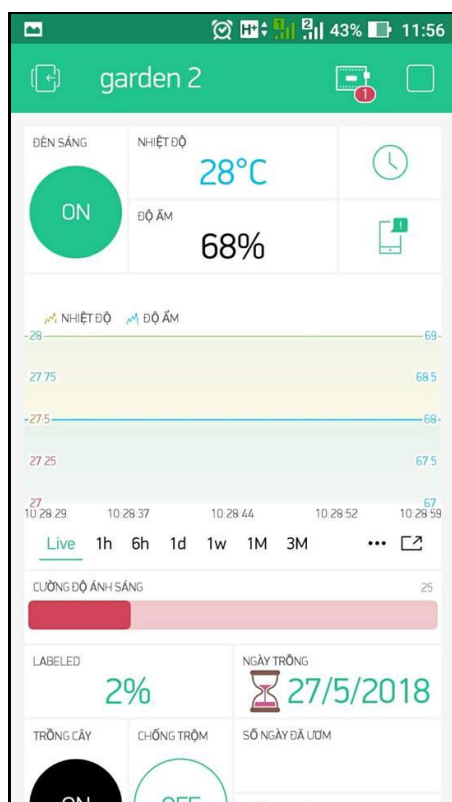 H+ 1 2 43% 11:56
garden 2
1
ĐÈN SÁNG
ON
NHIỆT ĐỘ
28°C
ĐỘ ẨM
68%
NHIỆT ĐỘ ĐỘ ẨM
28 69
27.75 68.5
27.5 68
27.25 67.5
27 67
10:28:29 10:28:37 10:28:44 10:28:52 10:28:59
Live 1h 6h 1d 1w 1M 3M
CƯỜNG ĐỘ ÁNH SÁNG 25
LABELED
2%
NGÀY TRỒNG
27/5/2018
TRỒNG CÂY
ON
CHỐNG TRỘM
OFF
SỐ NGÀY ĐÃ ƯƠM